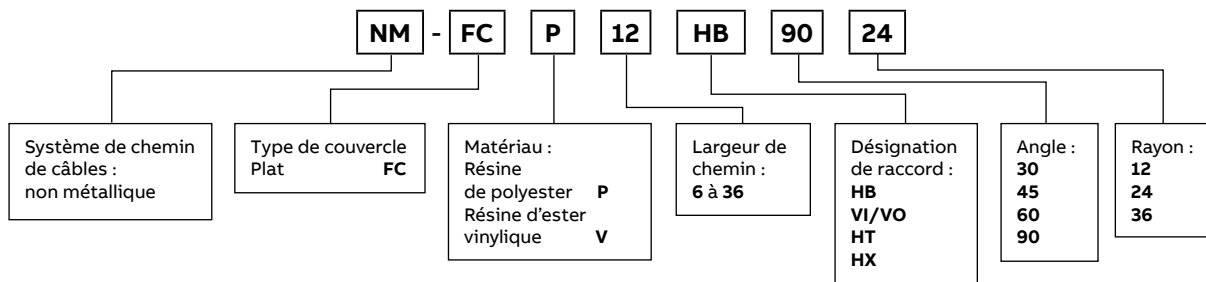 NM - FC P 12 HB 90 24
Système de chemin
de câbles :
non métallique
Type de couvercle
Plat FC
Matériau :
Résine
de polyester P
Résine d'ester
vinylique V
Largeur de
chemin :
6 à 36
Désignation
de raccord :
HB
VI/VO
HT
HX
Angle :
30
45
60
90
Rayon :
12
24
36